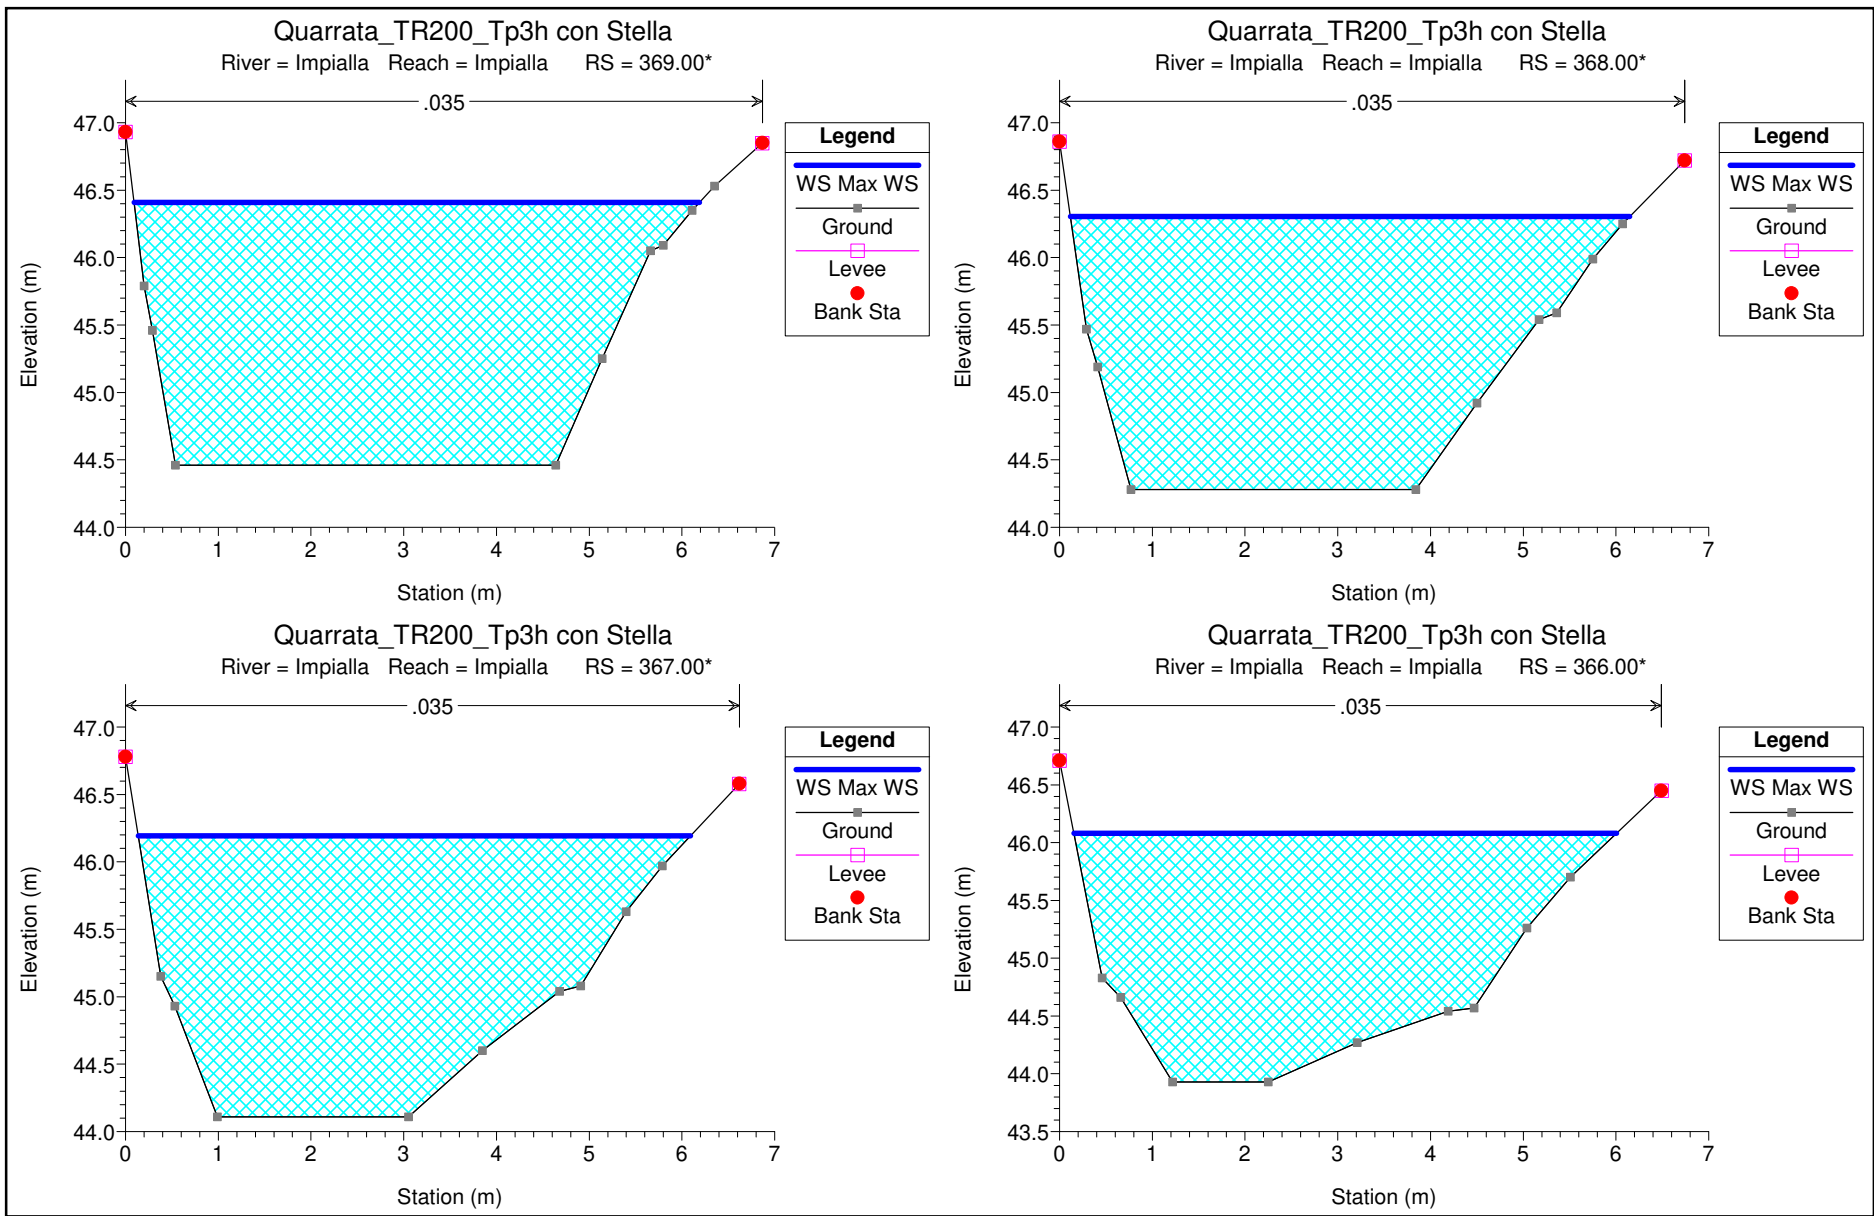 Quarrata_TR200_Tp3h con Stella
River = Impialla   Reach = Impialla   RS = 369.00*
.035
47.0
46.5
46.0
45.5
45.0
44.5
44.0
0 1 2 3 4 5 6 7
Elevation (m)
Station (m)
Legend
WS Max WS
Ground
Levee
Bank Sta
Quarrata_TR200_Tp3h con Stella
River = Impialla   Reach = Impialla   RS = 368.00*
.035
47.0
46.5
46.0
45.5
45.0
44.5
44.0
0 1 2 3 4 5 6 7
Elevation (m)
Station (m)
Legend
WS Max WS
Ground
Levee
Bank Sta
Quarrata_TR200_Tp3h con Stella
River = Impialla   Reach = Impialla   RS = 367.00*
.035
47.0
46.5
46.0
45.5
45.0
44.5
44.0
0 1 2 3 4 5 6 7
Elevation (m)
Station (m)
Legend
WS Max WS
Ground
Levee
Bank Sta
Quarrata_TR200_Tp3h con Stella
River = Impialla   Reach = Impialla   RS = 366.00*
.035
47.0
46.5
46.0
45.5
45.0
44.5
44.0
43.5
0 1 2 3 4 5 6 7
Elevation (m)
Station (m)
Legend
WS Max WS
Ground
Levee
Bank Sta